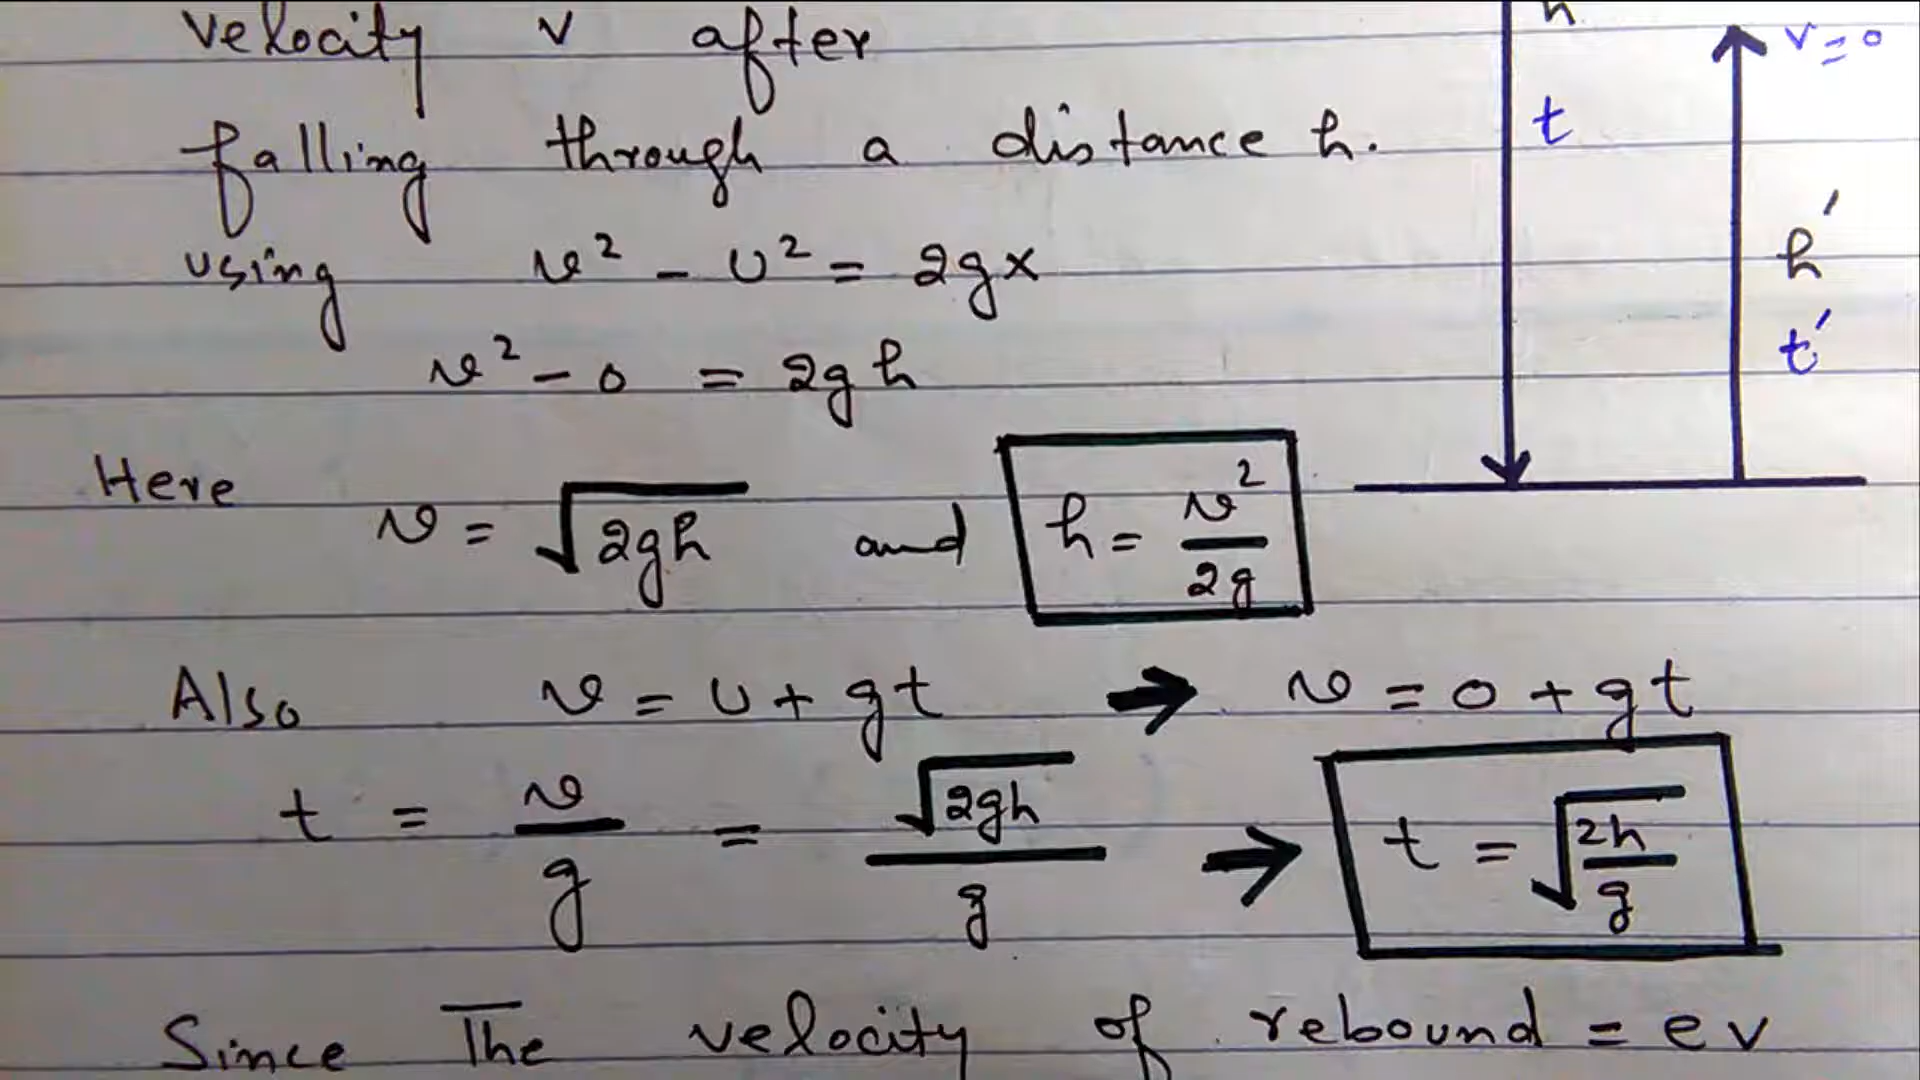 velocity v after
falling through a distance h.
using v² - u² = 2gx
v² - 0 = 2gh
Here v = √2gh and h = v²/2g
Also v = u + gt → v = 0 + gt
t = v/g = √2gh/g → t = √2h/g
Since The velocity of rebound = ev
h
t
v = 0
h'
t'